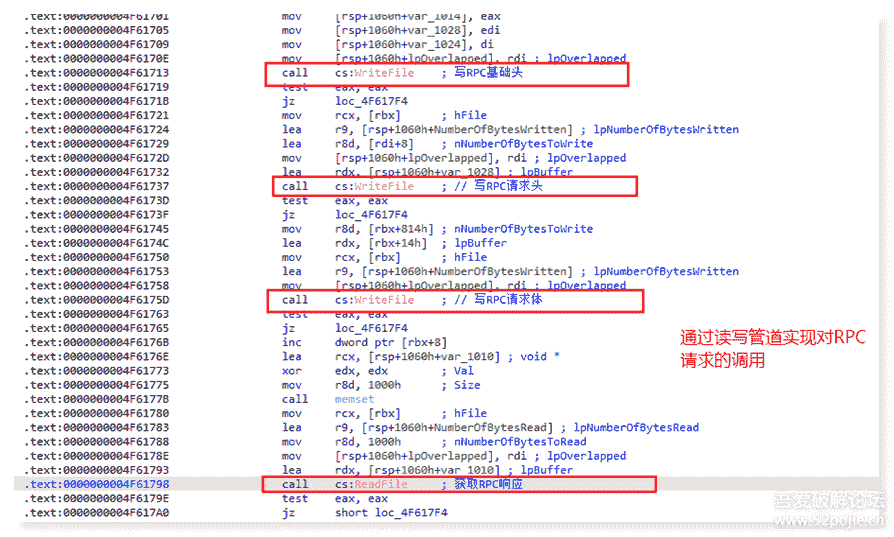 .text:0000000004F61701 mov [rsp+1060h+var_1014], eax
.text:0000000004F61705 mov [rsp+1060h+var_1028], edi
.text:0000000004F61709 mov [rsp+1060h+var_1024], di
.text:0000000004F6170E mov [rsp+1060h+lpOverlapped], rdi ; lpOverlapped
.text:0000000004F61713 call cs:WriteFile ; 写RPC基础头
.text:0000000004F61719 test eax, eax
.text:0000000004F6171B jz loc_4F617F4
.text:0000000004F61721 mov rcx, [rbx] ; hFile
.text:0000000004F61724 lea r9, [rsp+1060h+NumberOfBytesWritten] ; lpNumberOfBytesWritten
.text:0000000004F61729 lea r8d, [rdi+8] ; nNumberOfBytesToWrite
.text:0000000004F6172D mov [rsp+1060h+lpOverlapped], rdi ; lpOverlapped
.text:0000000004F61732 lea rdx, [rsp+1060h+var_1028] ; lpBuffer
.text:0000000004F61737 call cs:WriteFile ; // 写RPC请求头
.text:0000000004F6173D test eax, eax
.text:0000000004F6173F jz loc_4F617F4
.text:0000000004F61745 mov r8d, [rbx+814h] ; nNumberOfBytesToWrite
.text:0000000004F6174C lea rdx, [rbx+14h] ; lpBuffer
.text:0000000004F61750 mov rcx, [rbx] ; hFile
.text:0000000004F61753 lea r9, [rsp+1060h+NumberOfBytesWritten] ; lpNumberOfBytesWritten
.text:0000000004F61758 mov [rsp+1060h+lpOverlapped], rdi ; lpOverlapped
.text:0000000004F6175D call cs:WriteFile ; // 写RPC请求体
.text:0000000004F61763 test eax, eax
.text:0000000004F61765 jz loc_4F617F4
.text:0000000004F6176B inc dword ptr [rbx+8]
.text:0000000004F6176E lea rcx, [rsp+1060h+var_1010] ; void *
.text:0000000004F61773 xor edx, edx ; Val
.text:0000000004F61775 mov r8d, 1000h ; Size
.text:0000000004F6177B call memset
.text:0000000004F61780 mov rcx, [rbx] ; hFile
.text:0000000004F61783 lea r9, [rsp+1060h+NumberOfBytesRead] ; lpNumberOfBytesRead
.text:0000000004F61788 mov r8d, 1000h ; nNumberOfBytesToRead
.text:0000000004F6178E mov [rsp+1060h+lpOverlapped], rdi ; lpOverlapped
.text:0000000004F61793 lea rdx, [rsp+1060h+var_1010] ; lpBuffer
.text:0000000004F61798 call cs:ReadFile ; 获取RPC响应
.text:0000000004F6179E test eax, eax
.text:0000000004F617A0 jz short loc_4F617F4
通过读写管道实现对RPC
请求的调用
吾爱破解论坛
www.52pojie.cn